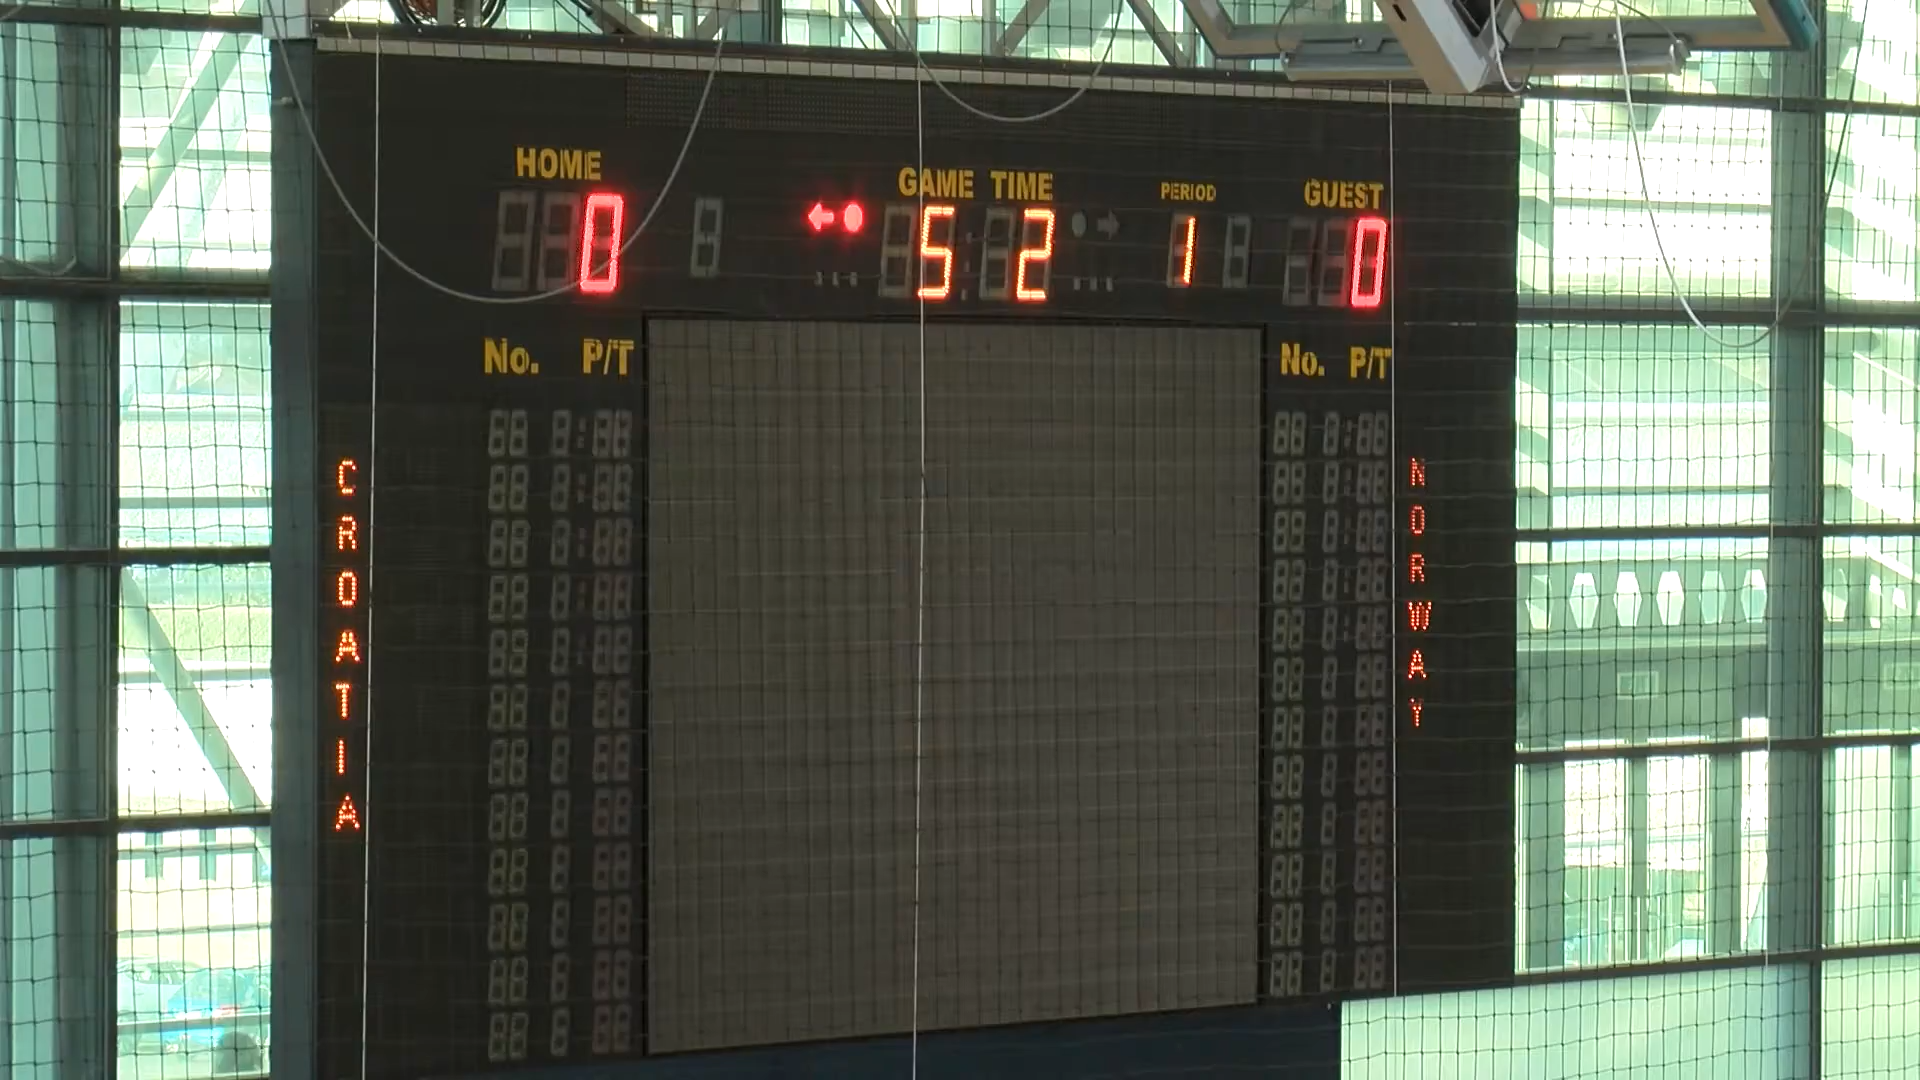 HOME
GAME TIME
PERIOD
GUEST
0
5 2
1
0
No. P/T
No. P/T
CROATIA
NORWAY